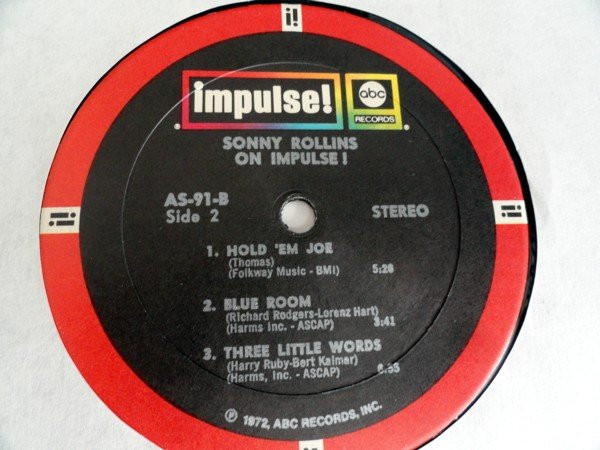 i!
impulse!
abc
RECORDS
SONNY ROLLINS
ON IMPULSE!
AS-91-B
Side 2
STEREO
1. HOLD 'EM JOE
(Thomas)
(Folkway Music - BMI) 5:28
2. BLUE ROOM
(Richard Rodgers-Lorenz Hart)
(Harms Inc. - ASCAP) 3:41
3. THREE LITTLE WORDS
(Harry Ruby-Bert Kalmar)
(Harms, Inc. - ASCAP)
℗ 1972, ABC RECORDS, INC.